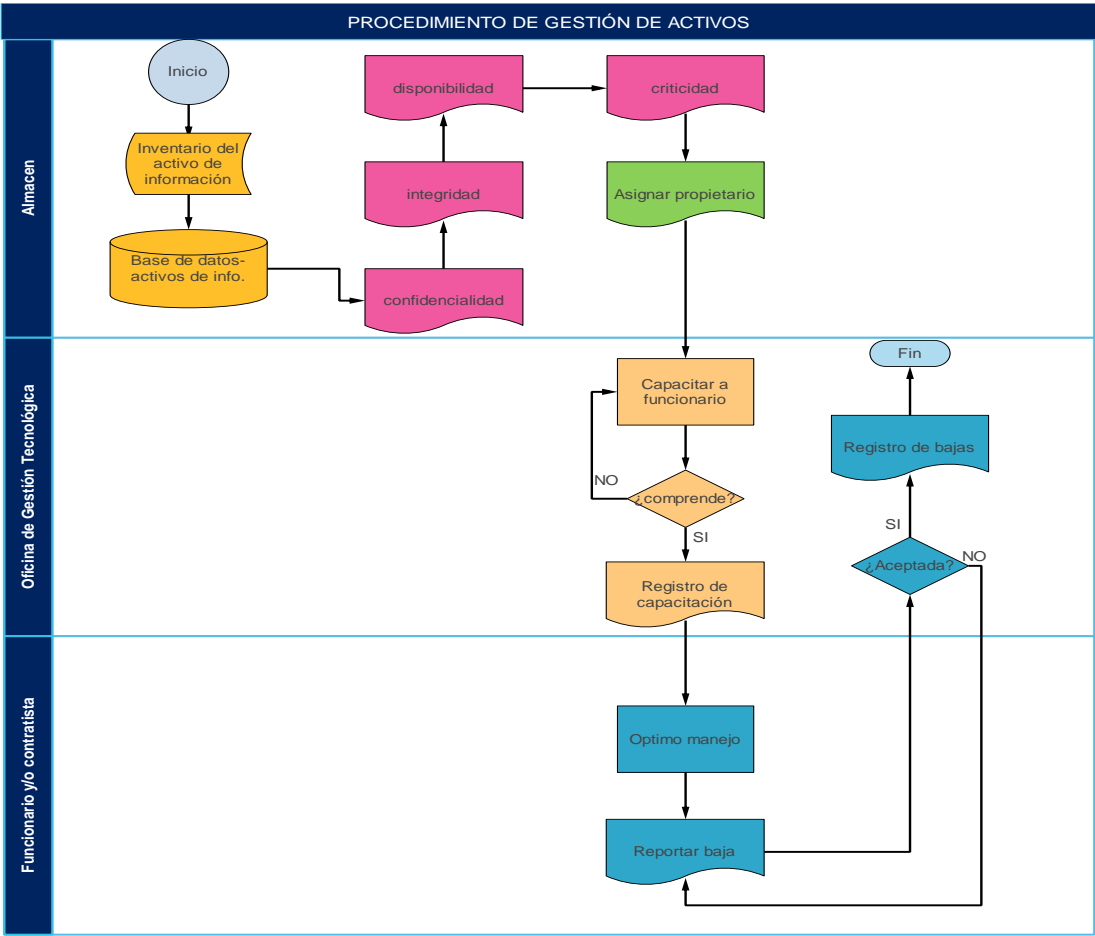 PROCEDIMIENTO DE GESTIÓN DE ACTIVOS
Almacen
Inicio
Inventario del
activo de
información
Base de datos-
activos de info.
confidencialidad
integridad
disponibilidad
criticidad
Asignar propietario
Oficina de Gestión Tecnológica
Capacitar a
funcionario
¿comprende?
NO
SI
Registro de
capacitación
Fin
Registro de bajas
SI
¿Aceptada?
NO
Funcionario y/o contratista
Optimo manejo
Reportar baja